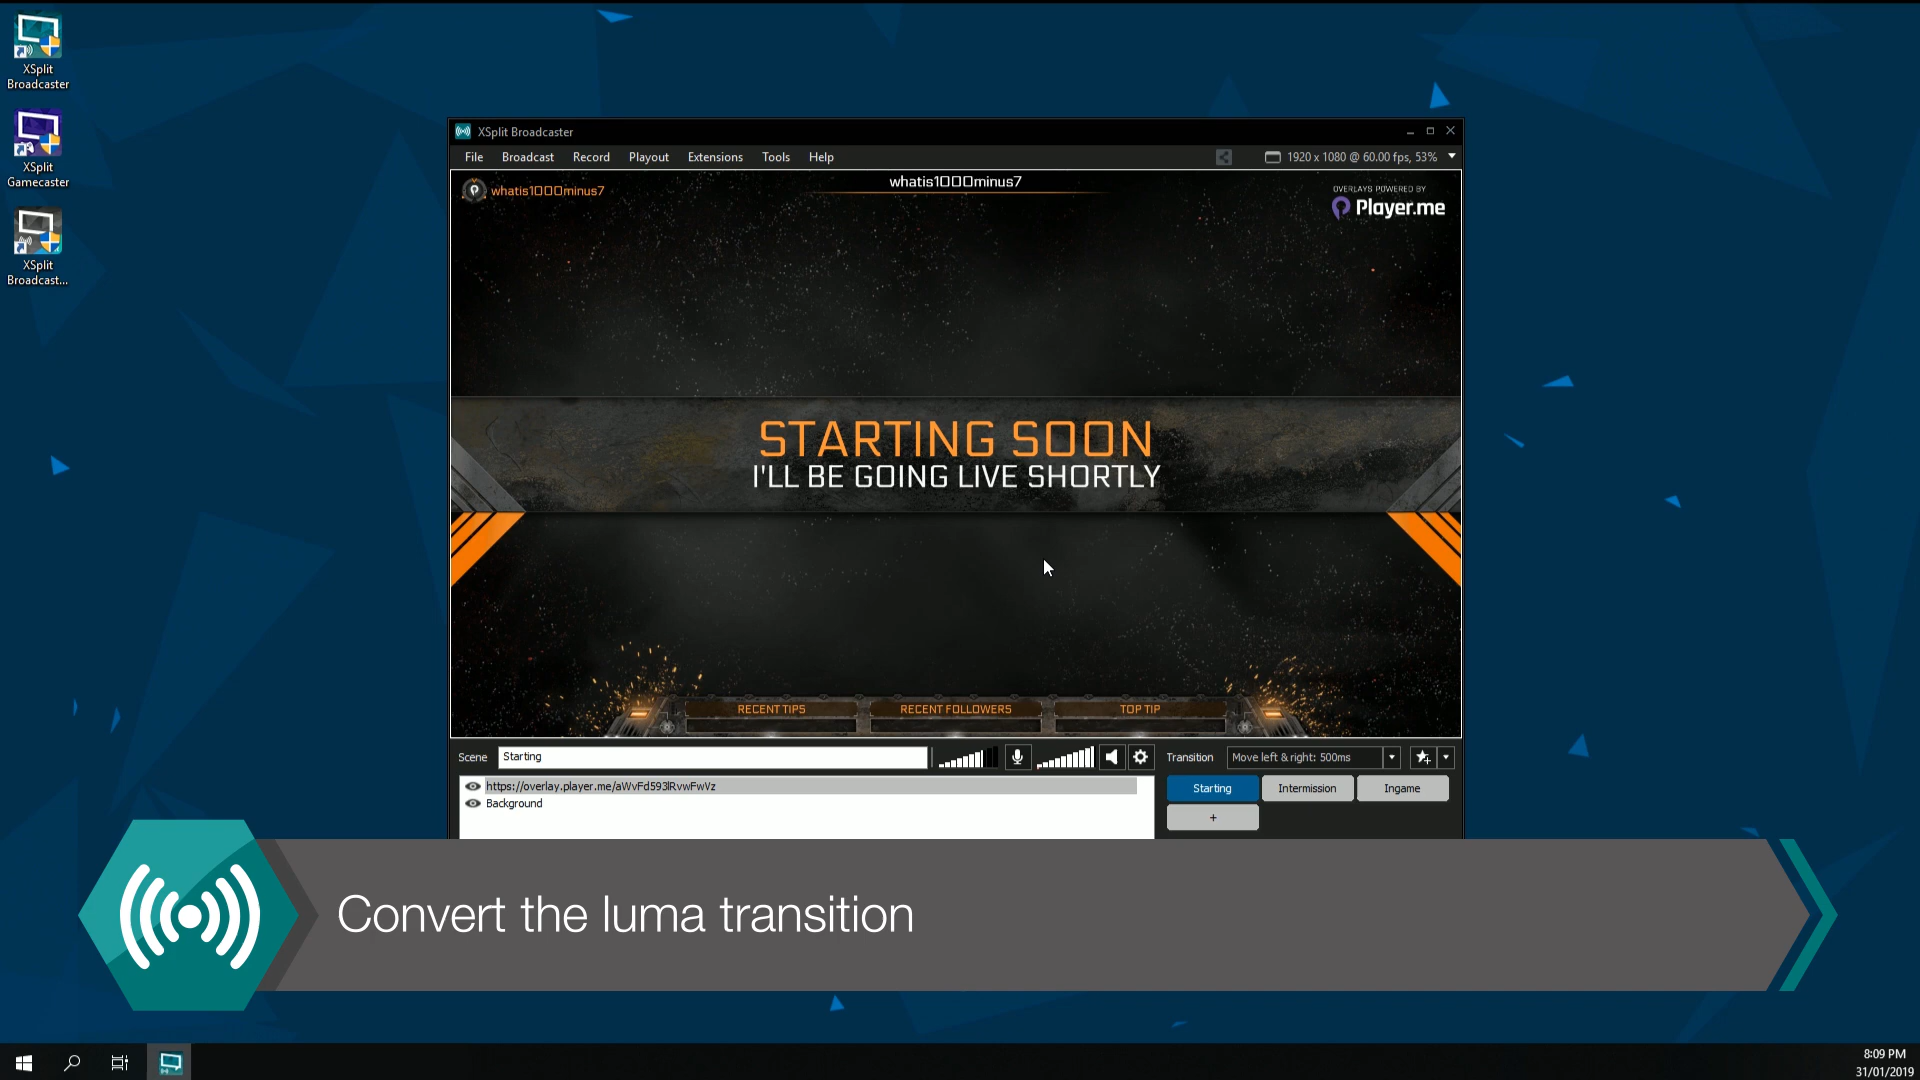 XSplit
Broadcaster
XSplit
Gamecaster
XSplit
Broadcast...
XSplit Broadcaster
File Broadcast Record Playout Extensions Tools Help
1920 x 1080 @ 60.00 fps, 53%
whatis1000minus7
whatis1000minus7
OVERLAYS POWERED BY
Player.me
STARTING SOON
I'LL BE GOING LIVE SHORTLY
RECENT TIPS
RECENT FOLLOWERS
TOP TIP
Scene
Starting
Transition
Move left & right: 500ms
https://overlay.player.me/aWvFd593lRvwFwVz
Background
Starting
Intermission
Ingame
+
Convert the luma transition
8:09 PM
31/01/2019